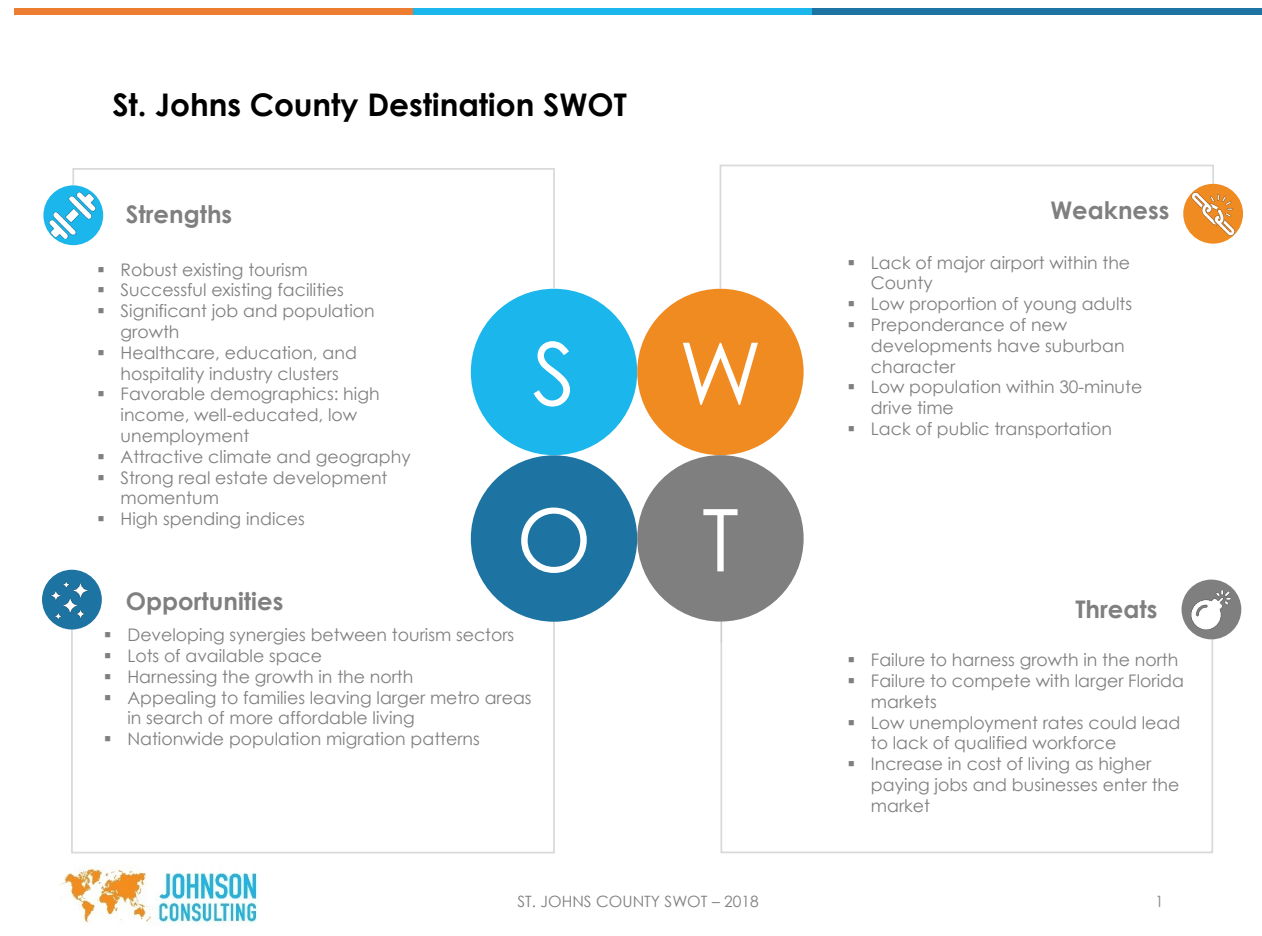 St. Johns County Destination SWOT
Strengths
▪ Robust existing tourism
▪ Successful existing facilities
▪ Significant job and population
growth
▪ Healthcare, education, and
hospitality industry clusters
▪ Favorable demographics: high
income, well-educated, low
unemployment
▪ Attractive climate and geography
▪ Strong real estate development
momentum
▪ High spending indices
Weakness
▪ Lack of major airport within the
County
▪ Low proportion of young adults
▪ Preponderance of new
developments have suburban
character
▪ Low population within 30-minute
drive time
▪ Lack of public transportation
S
W
O
T
Opportunities
▪ Developing synergies between tourism sectors
▪ Lots of available space
▪ Harnessing the growth in the north
▪ Appealing to families leaving larger metro areas
in search of more affordable living
▪ Nationwide population migration patterns
Threats
▪ Failure to harness growth in the north
▪ Failure to compete with larger Florida
markets
▪ Low unemployment rates could lead
to lack of qualified workforce
▪ Increase in cost of living as higher
paying jobs and businesses enter the
market
JOHNSON
CONSULTING
ST. JOHNS COUNTY SWOT – 2018
1